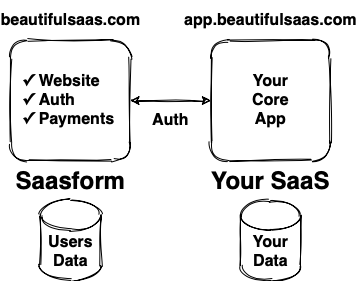 beautifulsaas.com
app.beautifulsaas.com
✓ Website
✓ Auth
✓ Payments
Auth
Your
Core
App
Saasform
Your SaaS
Users
Data
Your
Data